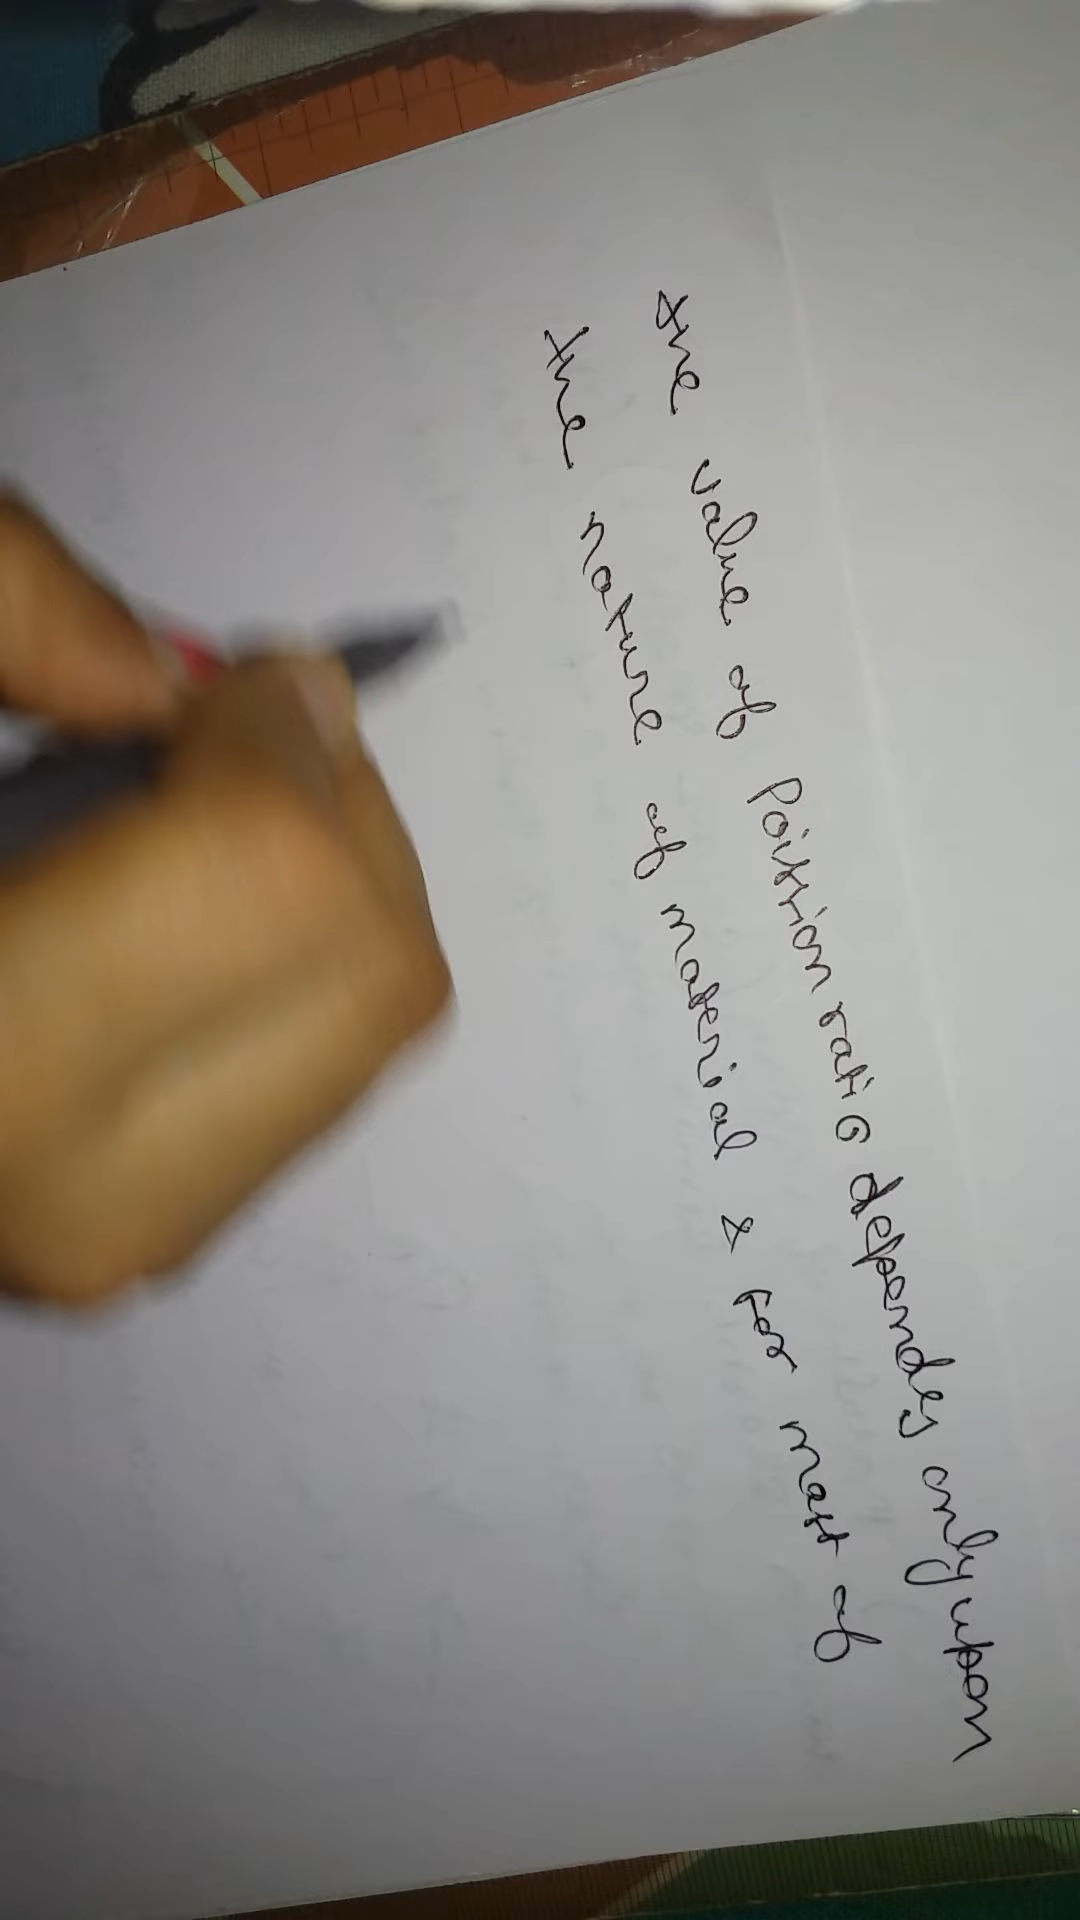 the value of Poission ratio depends only upon
the nature of material & for most of